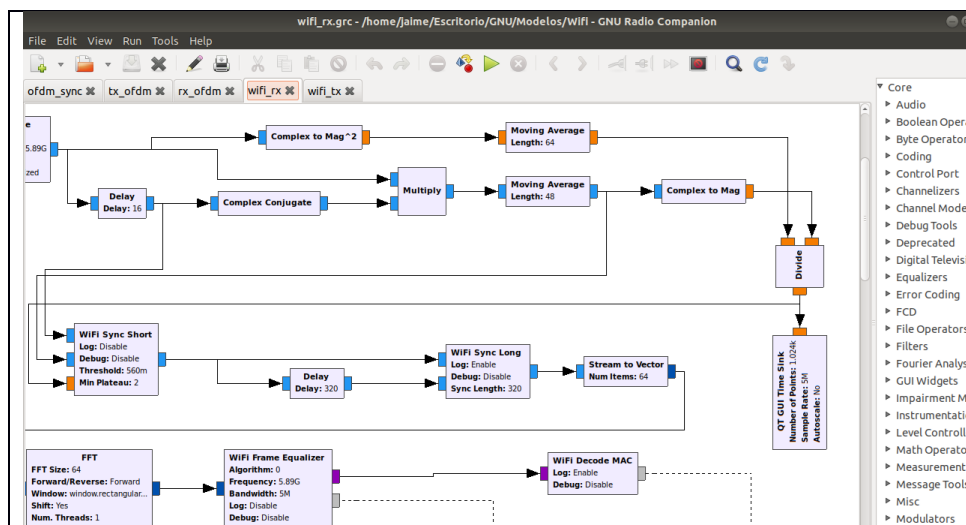 wifi_rx.grc - /home/jaime/Escritorio/GNU/Modelos/Wifi - GNU Radio Companion
File Edit View Run Tools Help
ofdm_sync tx_ofdm rx_ofdm wifi_rx wifi_tx
e
5.89G
zed
Complex to Mag^2
Moving Average
Length: 64
Delay
Delay: 16
Complex Conjugate
Multiply
Moving Average
Length: 48
Complex to Mag
Divide
WiFi Sync Short
Log: Disable
Debug: Disable
Threshold: 560m
Min Plateau: 2
Delay
Delay: 320
WiFi Sync Long
Log: Enable
Debug: Disable
Sync Length: 320
Stream to Vector
Num Items: 64
QT GUI Time Sink
Number of Points: 1.024k
Sample Rate: 5M
Autoscale: No
FFT
FFT Size: 64
Forward/Reverse: Forward
Window: window.rectangular...
Shift: Yes
Num. Threads: 1
WiFi Frame Equalizer
Algorithm: 0
Frequency: 5.89G
Bandwidth: 5M
Log: Disable
Debug: Disable
WiFi Decode MAC
Log: Enable
Debug: Disable
Core
Audio
Boolean Opera
Byte Operator
Coding
Control Port
Channelizers
Channel Mode
Debug Tools
Deprecated
Digital Televisi
Equalizers
Error Coding
FCD
File Operators
Filters
Fourier Analys
GUI Widgets
Impairment M
Instrumentati
Level Controll
Math Operato
Measurement
Message Tools
Misc
Modulators